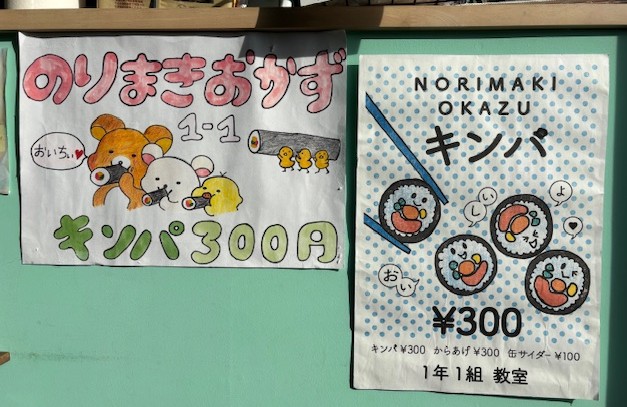 のりまきおかず
1-1
おいちぃ♥
キンパ300円
NORIMAKI
OKAZU
キンパ
しいよ
♥
おい
¥300
キンパ ¥300 からあげ ¥300 缶サイダー ¥100
1年1組 教室